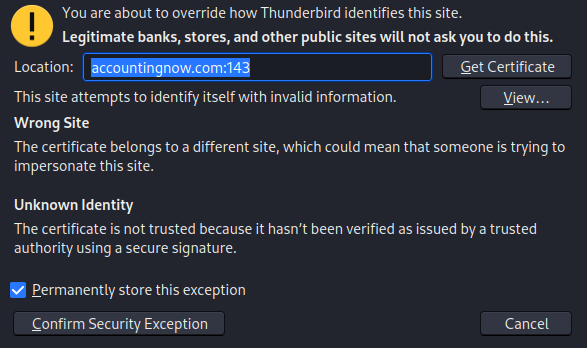 You are about to override how Thunderbird identifies this site.
Legitimate banks, stores, and other public sites will not ask you to do this.
Location: accountingnow.com:143 Get Certificate
This site attempts to identify itself with invalid information. View...
Wrong Site
The certificate belongs to a different site, which could mean that someone is trying to
impersonate this site.
Unknown Identity
The certificate is not trusted because it hasn't been verified as issued by a trusted
authority using a secure signature.
Permanently store this exception
Confirm Security Exception Cancel